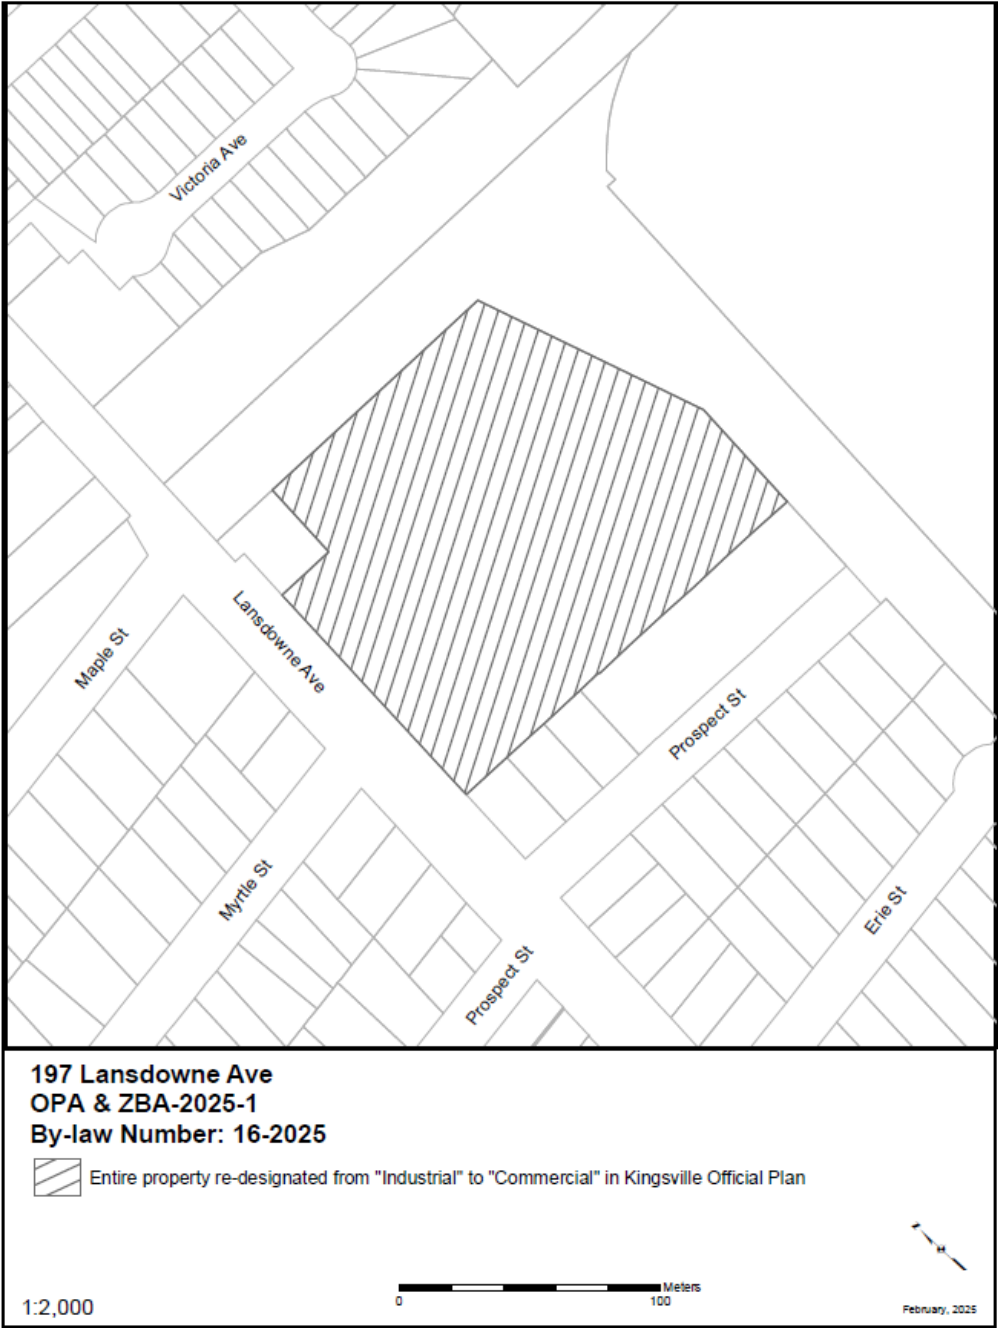 Victoria Ave
Maple St
Lansdowne Ave
Prospect St
Myrtle St
Erie St
Prospect St
197 Lansdowne Ave
OPA & ZBA-2025-1
By-law Number: 16-2025
Entire property re-designated from "Industrial" to "Commercial" in Kingsville Official Plan
Meters
0 100
1:2,000
February, 2025